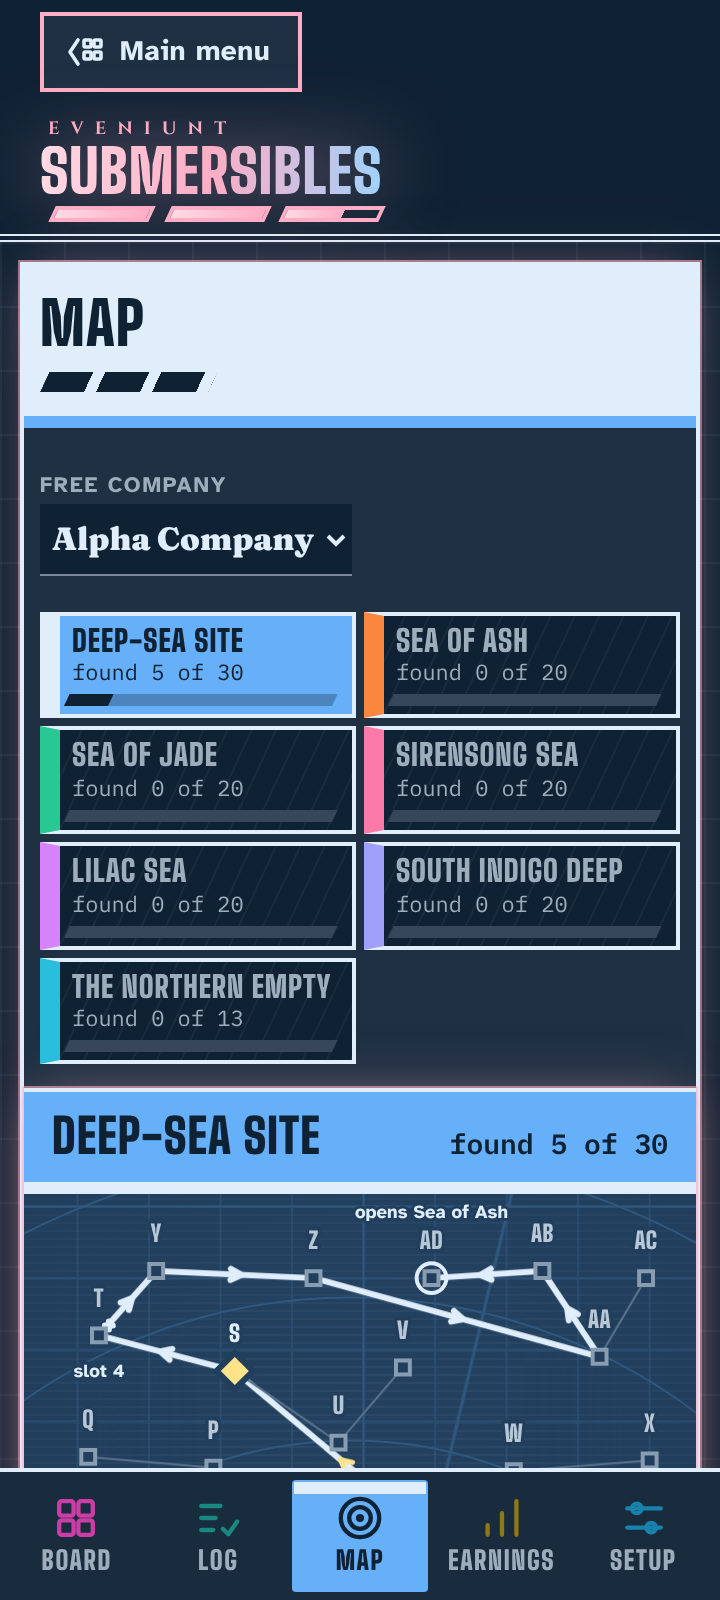 Main menu
EVENIUNT
SUBMERSIBLES
MAP
FREE COMPANY
Alpha Company
DEEP-SEA SITE
found 5 of 30
SEA OF ASH
found 0 of 20
SEA OF JADE
found 0 of 20
SIRENSONG SEA
found 0 of 20
LILAC SEA
found 0 of 20
SOUTH INDIGO DEEP
found 0 of 20
THE NORTHERN EMPTY
found 0 of 13
DEEP-SEA SITE
found 5 of 30
opens Sea of Ash
Y
Z
AD
AB
AC
T
S
V
AA
slot 4
Q
P
U
W
X
BOARD
LOG
MAP
EARNINGS
SETUP